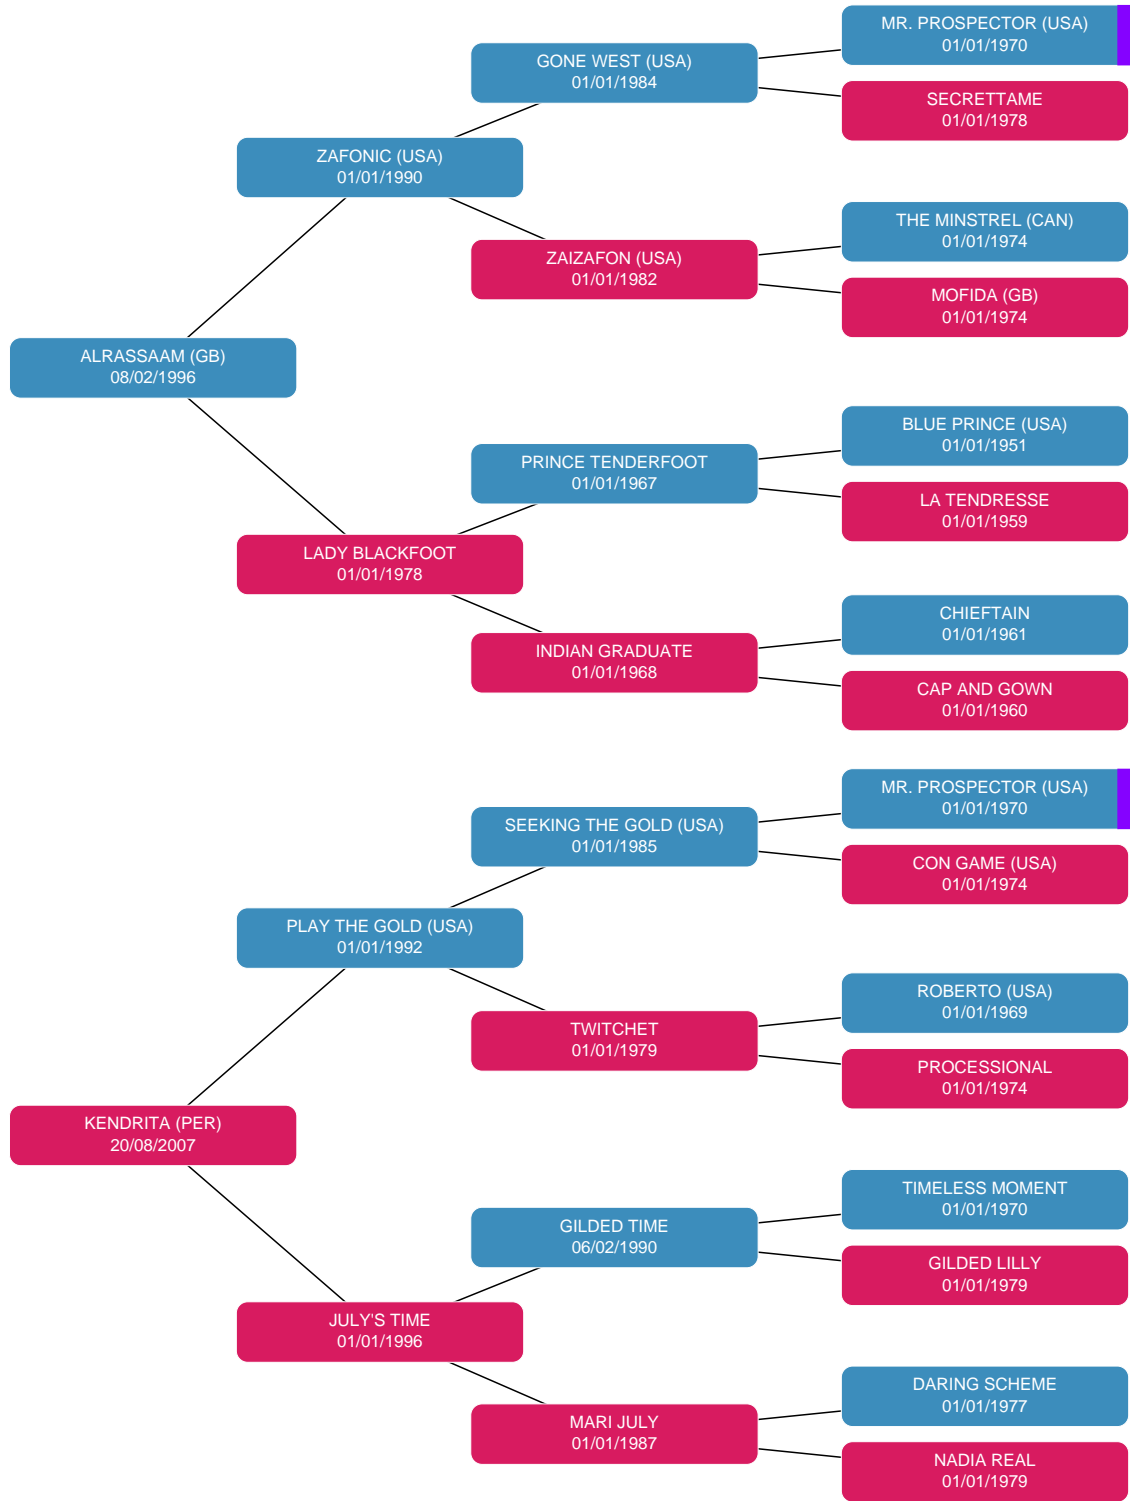 MR. PROSPECTOR (USA)
01/01/1970
GONE WEST (USA)
01/01/1984
SECRETTAME
01/01/1978
ZAFONIC (USA)
01/01/1990
THE MINSTREL (CAN)
01/01/1974
ZAIZAFON (USA)
01/01/1982
MOFIDA (GB)
01/01/1974
ALRASSAAM (GB)
08/02/1996
BLUE PRINCE (USA)
01/01/1951
PRINCE TENDERFOOT
01/01/1967
LA TENDRESSE
01/01/1959
LADY BLACKFOOT
01/01/1978
CHIEFTAIN
01/01/1961
INDIAN GRADUATE
01/01/1968
CAP AND GOWN
01/01/1960
MR. PROSPECTOR (USA)
01/01/1970
SEEKING THE GOLD (USA)
01/01/1985
CON GAME (USA)
01/01/1974
PLAY THE GOLD (USA)
01/01/1992
ROBERTO (USA)
01/01/1969
TWITCHET
01/01/1979
PROCESSIONAL
01/01/1974
KENDRITA (PER)
20/08/2007
TIMELESS MOMENT
01/01/1970
GILDED TIME
06/02/1990
GILDED LILLY
01/01/1979
JULY'S TIME
01/01/1996
DARING SCHEME
01/01/1977
MARI JULY
01/01/1987
NADIA REAL
01/01/1979